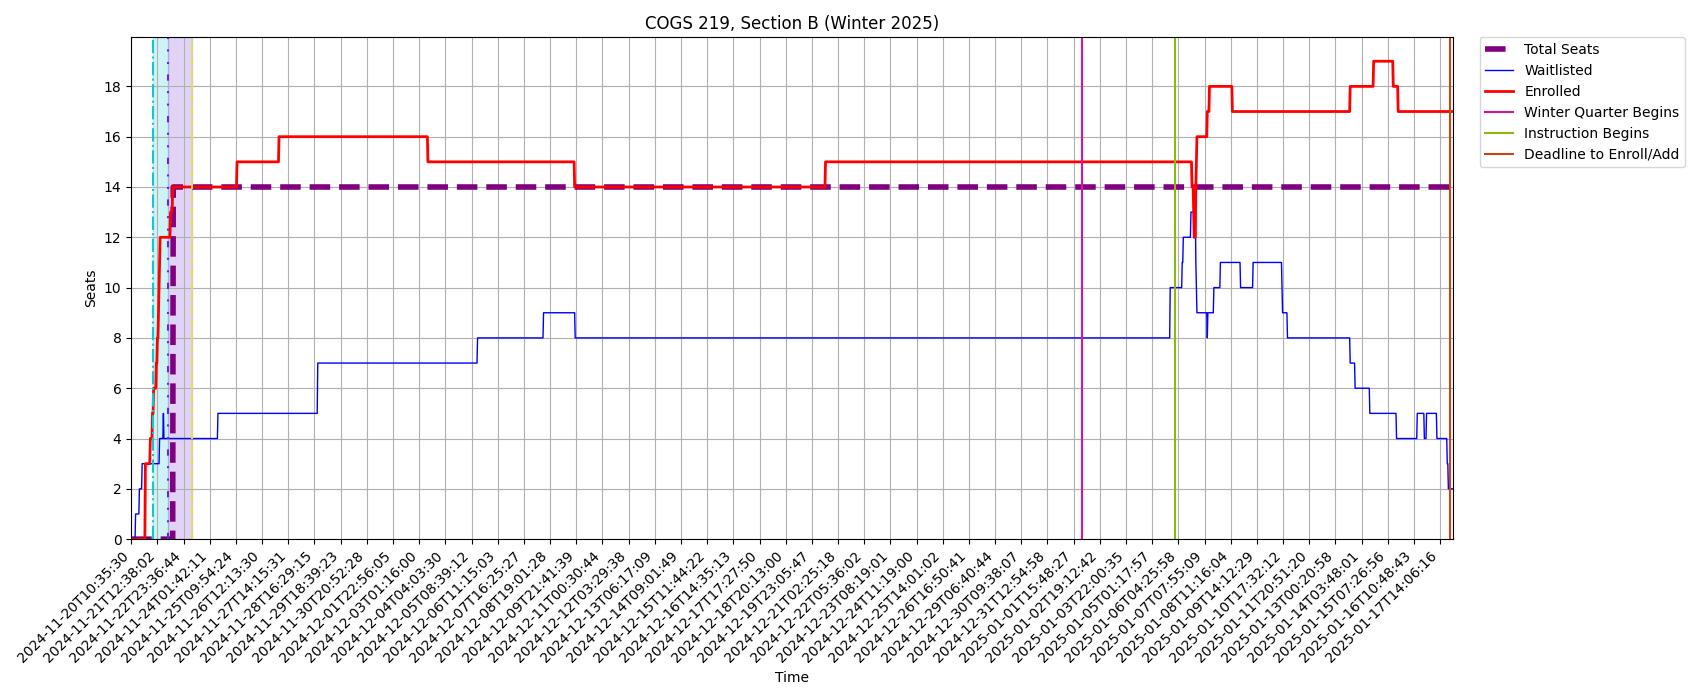 COGS 219, Section B (Winter 2025)
Total Seats
Waitlisted
Enrolled
Winter Quarter Begins
Instruction Begins
Deadline to Enroll/Add
Seats
18
16
14
12
10
8
6
4
2
0
2024-11-20T10:35:30
2024-11-21T12:38:02
2024-11-22T23:36:44
2024-11-24T01:42:11
2024-11-25T09:54:24
2024-11-26T12:13:30
2024-11-27T14:15:31
2024-11-28T16:29:15
2024-11-29T18:39:23
2024-11-30T20:52:28
2024-12-01T22:56:05
2024-12-03T01:16:00
2024-12-04T04:03:30
2024-12-05T08:39:12
2024-12-06T11:15:03
2024-12-07T16:25:27
2024-12-08T19:01:28
2024-12-09T21:41:39
2024-12-11T00:30:44
2024-12-12T03:29:38
2024-12-13T06:17:09
2024-12-14T09:01:49
2024-12-15T11:44:22
2024-12-16T14:35:13
2024-12-17T17:27:50
2024-12-18T20:13:00
2024-12-19T23:05:47
2024-12-21T02:25:18
2024-12-22T05:36:02
2024-12-23T08:19:01
2024-12-24T11:19:00
2024-12-25T14:01:02
2024-12-26T16:50:41
2024-12-29T06:40:44
2024-12-30T09:38:07
2024-12-31T12:54:58
2025-01-01T15:48:27
2025-01-02T19:12:42
2025-01-03T22:00:35
2025-01-05T01:17:57
2025-01-06T04:25:58
2025-01-07T07:55:09
2025-01-08T11:16:04
2025-01-09T14:12:29
2025-01-10T17:32:12
2025-01-11T20:51:20
2025-01-13T00:20:58
2025-01-14T03:48:01
2025-01-15T07:26:56
2025-01-16T10:48:43
2025-01-17T14:06:16
Time